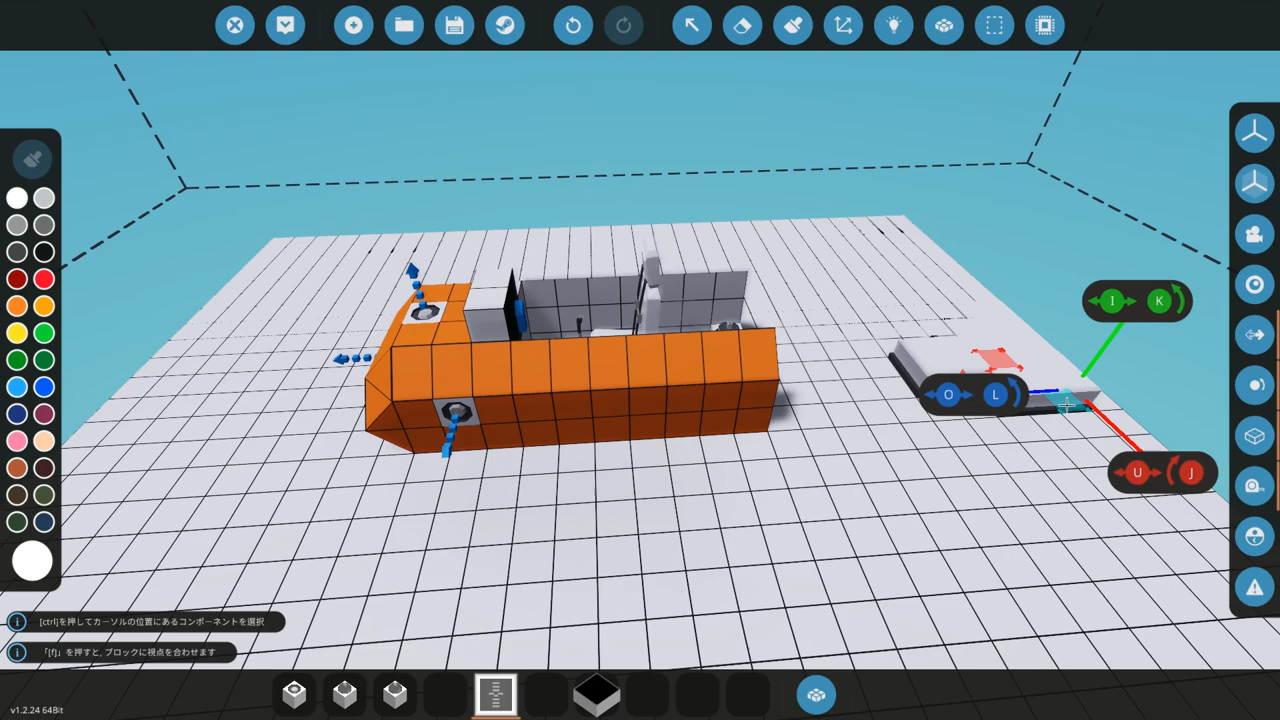 I K
O L
U J
[ctrl]を押してカーソルの位置にあるコンポーネントを選択
「[f]」を押すと, ブロックに視点を合わせます
v1.2.24 64Bit